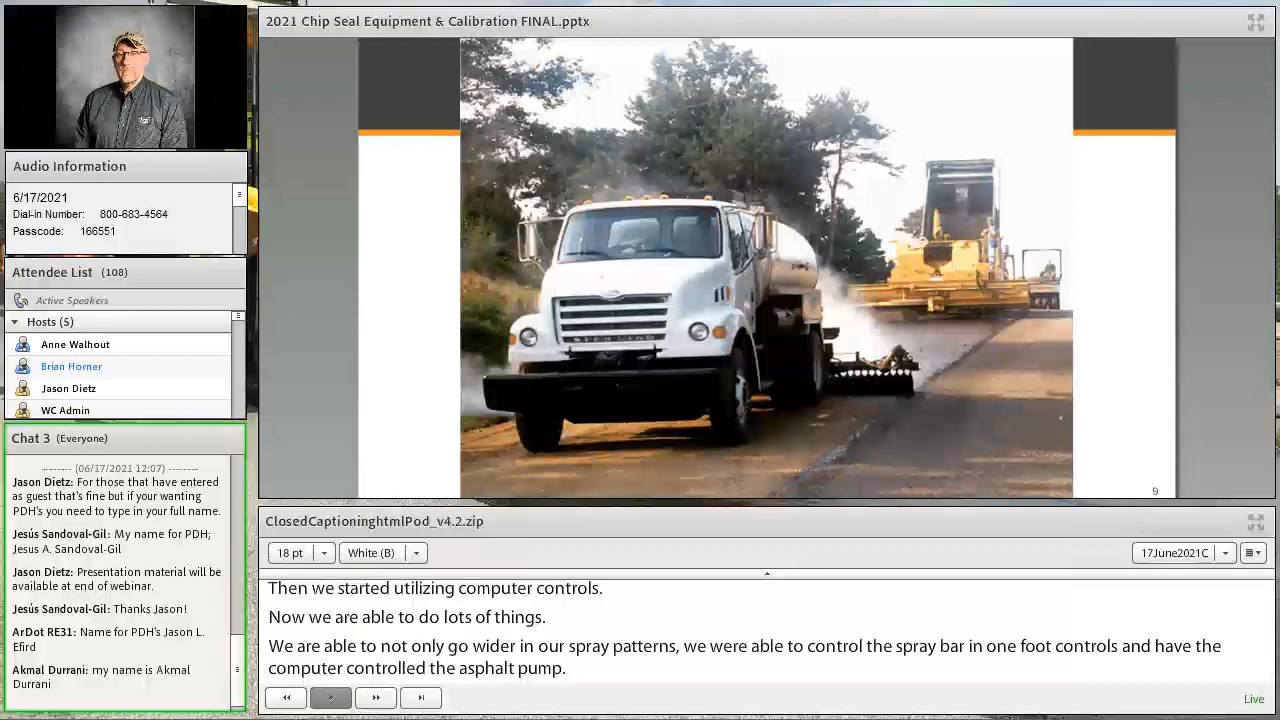 2021 Chip Seal Equipment & Calibration FINAL.pptx
Audio Information
6/17/2021
Dial-in Number: 800-683-4564
Passcode: 166551
Attendee List (108)
Active Speakers
Hosts (5)
Anne Walhout
Brian Horner
Jason Dietz
WC Admin
Chat 3 (Everyone)
-------- (06/17/2021 12:07) --------
Jason Dietz: For those that have entered
as guest that's fine but if your wanting
PDH's you need to type in your full name.
Jesús Sandoval-Gil: My name for PDH;
Jesus A. Sandoval-Gil
Jason Dietz: Presentation material will be
available at end of webinar.
Jesús Sandoval-Gil: Thanks Jason!
ArDot RE31: Name for PDH's Jason L.
Efird
Akmal Durrani: my name is Akmal
Durrani
STERLING
9
ClosedCaptioninghtmlPod_v4.2.zip
18 pt
White (B)
17June2021C
Then we started utilizing computer controls.
Now we are able to do lots of things.
We are able to not only go wider in our spray patterns, we were able to control the spray bar in one foot controls and have the
computer controlled the asphalt pump.
Live